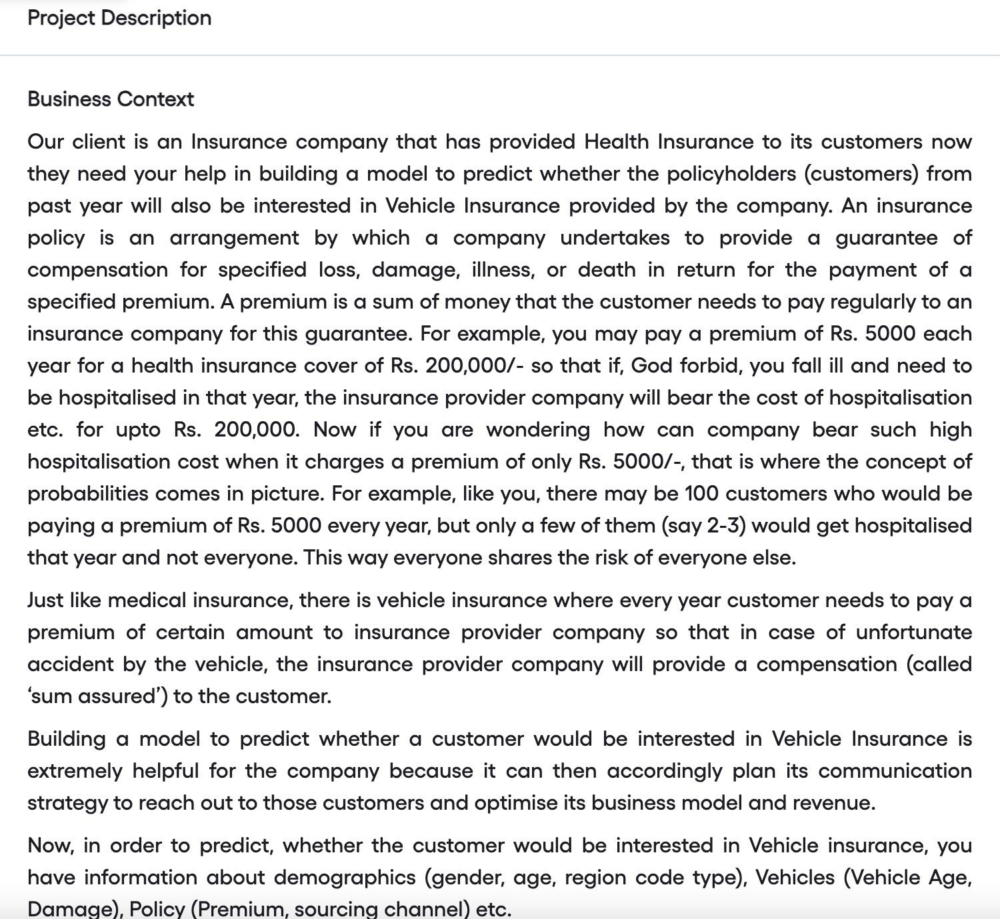 Project Description
Business Context
Our client is an Insurance company that has provided Health Insurance to its customers now
they need your help in building a model to predict whether the policyholders (customers) from
past year will also be interested in Vehicle Insurance provided by the company. An insurance
policy is an arrangement by which a company undertakes to provide a guarantee of
compensation for specified loss, damage, illness, or death in return for the payment of a
specified premium. A premium is a sum of money that the customer needs to pay regularly to an
insurance company for this guarantee. For example, you may pay a premium of Rs. 5000 each
year for a health insurance cover of Rs. 200,000/- so that if, God forbid, you fall ill and need to
be hospitalised in that year, the insurance provider company will bear the cost of hospitalisation
etc. for upto Rs. 200,000. Now if you are wondering how can company bear such high
hospitalisation cost when it charges a premium of only Rs. 5000/-, that is where the concept of
probabilities comes in picture. For example, like you, there may be 100 customers who would be
paying a premium of Rs. 5000 every year, but only a few of them (say 2-3) would get hospitalised
that year and not everyone. This way everyone shares the risk of everyone else.
Just like medical insurance, there is vehicle insurance where every year customer needs to pay a
premium of certain amount to insurance provider company so that in case of unfortunate
accident by the vehicle, the insurance provider company will provide a compensation (called
‘sum assured’) to the customer.
Building a model to predict whether a customer would be interested in Vehicle Insurance is
extremely helpful for the company because it can then accordingly plan its communication
strategy to reach out to those customers and optimise its business model and revenue.
Now, in order to predict, whether the customer would be interested in Vehicle insurance, you
have information about demographics (gender, age, region code type), Vehicles (Vehicle Age,
Damage), Policy (Premium, sourcing channel) etc.